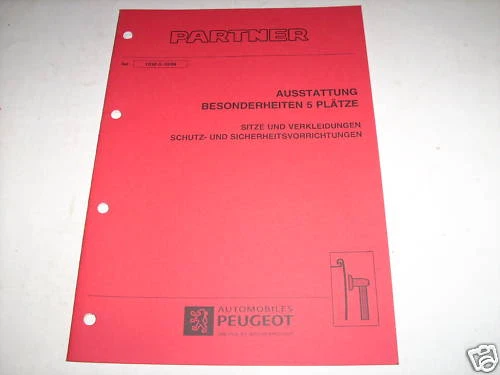 PARTNER
AUSSTATTUNG
BESONDERHEITEN 5 PLÄTZE
SITZE UND VERKLEIDUNGEN
SCHUTZ- UND SICHERHEITSVORRICHTUNGEN
AUTOMOBILES
PEUGEOT